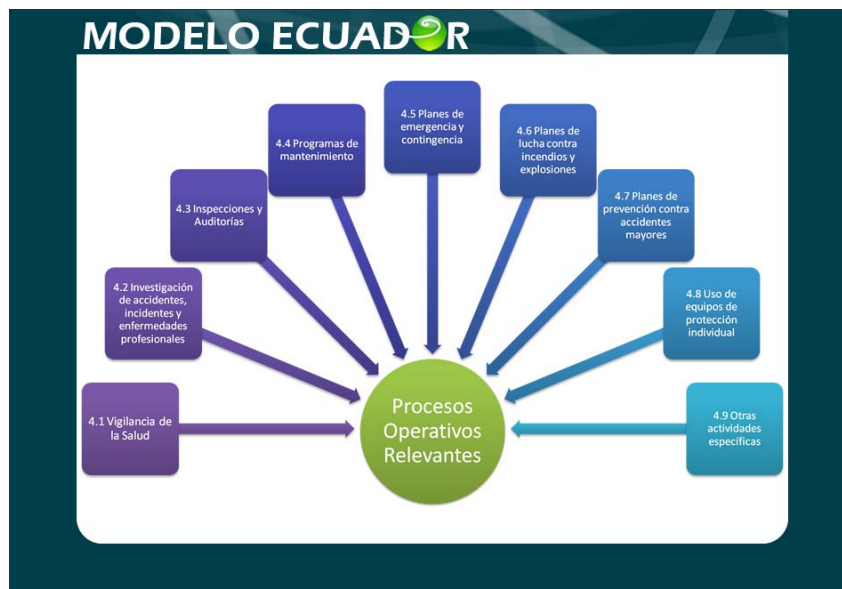 MODELO ECUADOR
4.5 Planes de
emergencia y
contingencia
4.4 Programas de
mantenimiento
4.6 Planes de
lucha contra
incendios y
explosiones
4.3 Inspecciones y
Auditorías
4.7 Planes de
prevención contra
accidentes
mayores
4.2 Investigación
de accidentes,
incidentes y
enfermedades
profesionales
4.8 Uso de
equipos de
protección
individual
4.1 Vigilancia de
la Salud
Procesos
Operativos
Relevantes
4.9 Otras
actividades
específicas